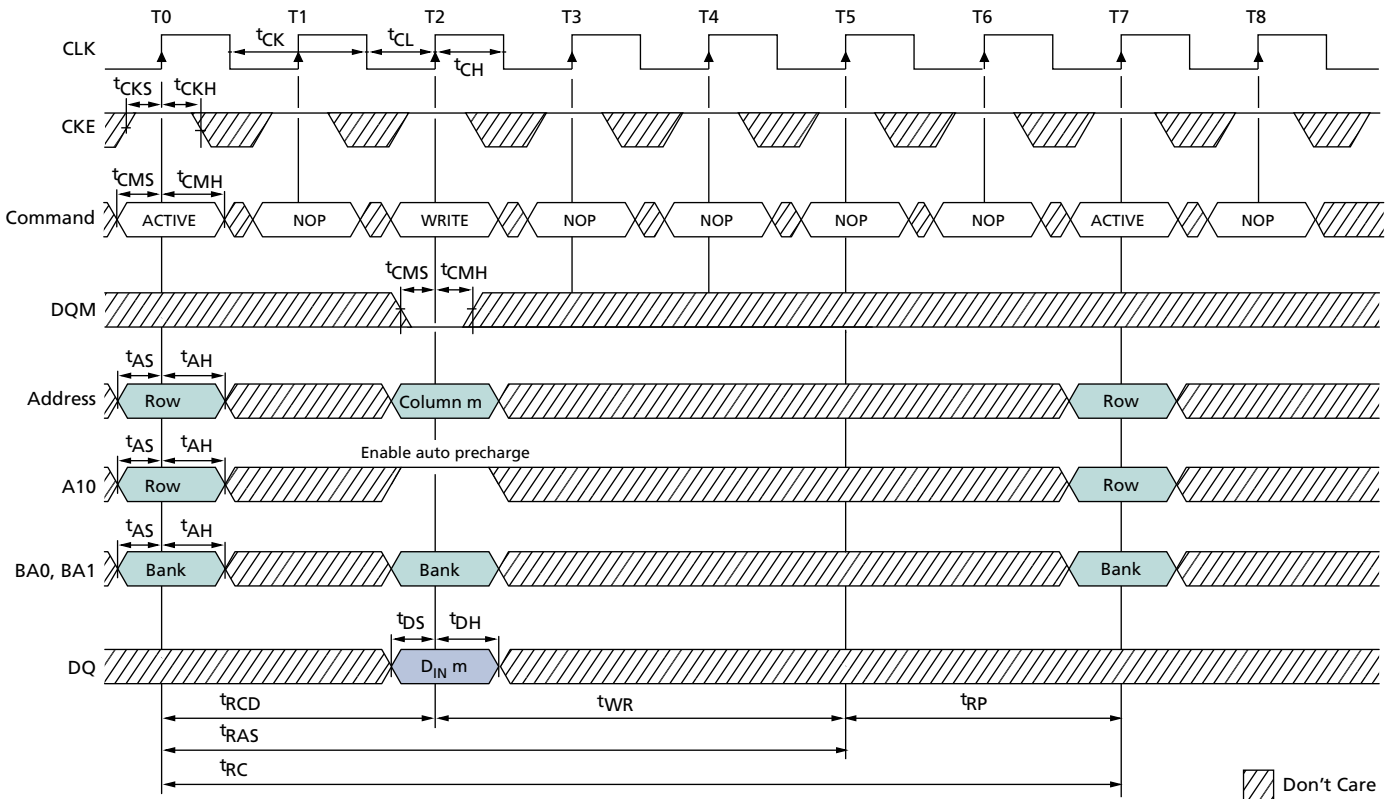 T0 T1 T2 T3 T4 T5 T6 T7 T8
CLK
tCK tCL
tCH
tCKS tCKH
CKE
tCMS tCMH
Command ACTIVE NOP WRITE NOP NOP NOP NOP ACTIVE NOP
tCMS tCMH
DQM
tAS tAH
Address Row Column m Row
tAS tAH
Enable auto precharge
A10 Row Row
tAS tAH
BA0, BA1 Bank Bank Bank
tDS tDH
DQ DIN m
tRCD tWR tRP
tRAS
tRC
Don't Care